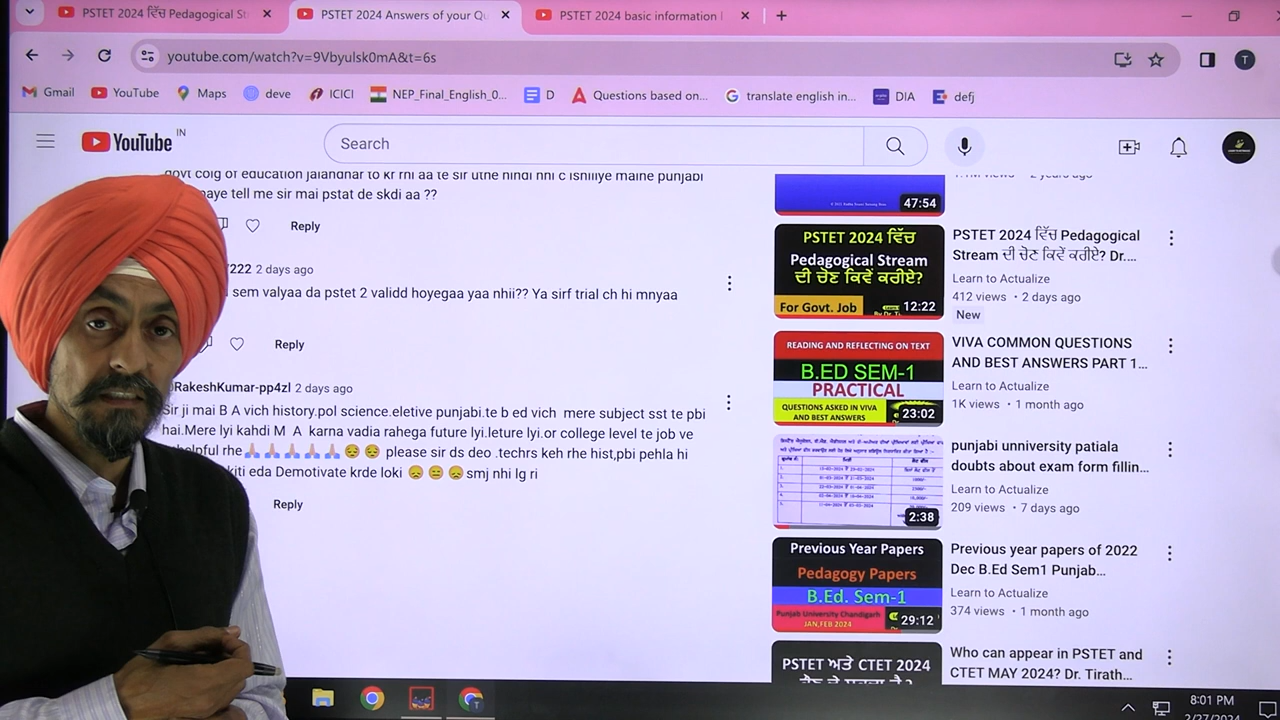 PSTET 2024 ਵਿੱਚ Pedagogical St
PSTET 2024 Answers of your Qu
PSTET 2024 basic information
youtube.com/watch?v=9Vbyulsk0mA&t=6s
T
Gmail
YouTube
Maps
deve
ICICI
NEP_Final_English_0...
D
Questions based on...
translate english in...
DIA
defj
YouTube IN
Search
govt colg of education jalandhar to kr rhi aa te sir uthe hindi nhi c ishliiye maine punjabi
aye tell me sir mai pstat de skdi aa ??
Reply
222 2 days ago
sem valyaa da pstet 2 validd hoyegaa yaa nhii?? Ya sirf trial ch hi mnyaa
Reply
@RakeshKumar-pp4zl 2 days ago
Sir ji mai B A vich history.pol science.eletive punjabi.te b ed vich mere subject sst te pbi
hai Mere lyi kahdi M A karna vadia rahega future lyi.leture lyi.or college level te job ve
pful rhe🙏🙏🙏🙏🙏😔😔 please sir ds deo .techrs keh rhe hist,pbi pehla hi
ti eda Demotivate krde loki 😞😑😞smj nhi lg ri
Reply
47:54
2 years ago
PSTET 2024 ਵਿੱਚ
Pedagogical Stream
ਦੀ ਚੋਣ ਕਿਵੇਂ ਕਰੀਏ?
For Govt. Job
12:22
PSTET 2024 ਵਿੱਚ Pedagogical
Stream ਦੀ ਚੋਣ ਕਿਵੇਂ ਕਰੀਏ? Dr....
Learn to Actualize
412 views • 2 days ago
New
READING AND REFLECTING ON TEXT
B.ED SEM-1
PRACTICAL
QUESTIONS ASKED IN VIVA
AND BEST ANSWERS
23:02
VIVA COMMON QUESTIONS
AND BEST ANSWERS PART 1...
Learn to Actualize
1K views • 1 month ago
2:38
punjabi unniversity patiala
doubts about exam form fillin...
Learn to Actualize
209 views • 7 days ago
Previous Year Papers
Pedagogy Papers
B.Ed. Sem-1
Punjab University Chandigarh
JAN,FEB 2024
29:12
Previous year papers of 2022
Dec B.Ed Sem1 Punjab...
Learn to Actualize
374 views • 1 month ago
PSTET ਅਤੇ CTET 2024
Who can appear in PSTET and
CTET MAY 2024? Dr. Tirath...
8:01 PM